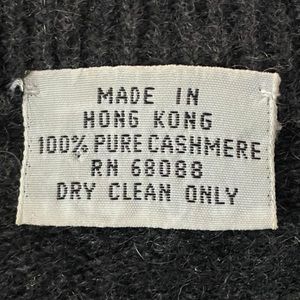 MADE IN
HONG KONG
100% PURE CASHMERE
RN 68088
DRY CLEAN ONLY